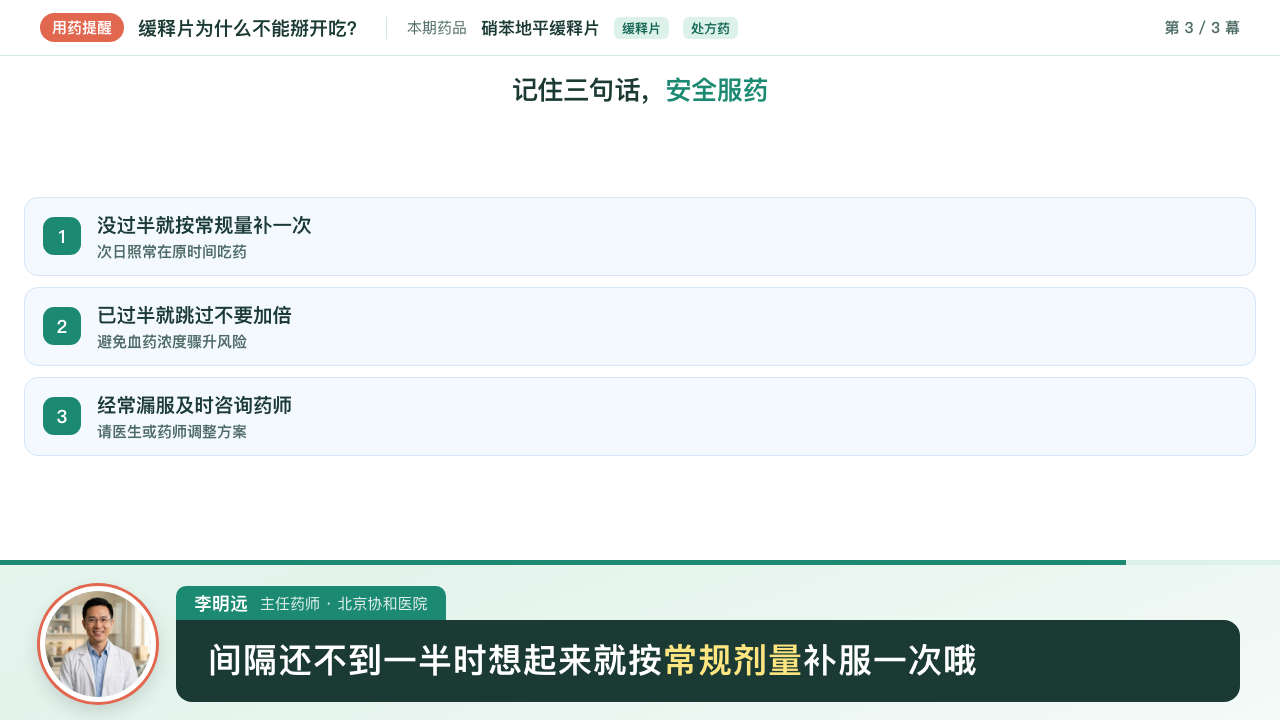 用药提醒 缓释片为什么不能掰开吃? 本期药品 硝苯地平缓释片 缓释片 处方药 第 3 / 3 幕
记住三句话，安全服药
1 没过半就按常规量补一次
次日照常在原时间吃药
2 已过半就跳过不要加倍
避免血药浓度骤升风险
3 经常漏服及时咨询药师
请医生或药师调整方案
李明远 主任药师 · 北京协和医院
间隔还不到一半时想起来就按常规剂量补服一次哦